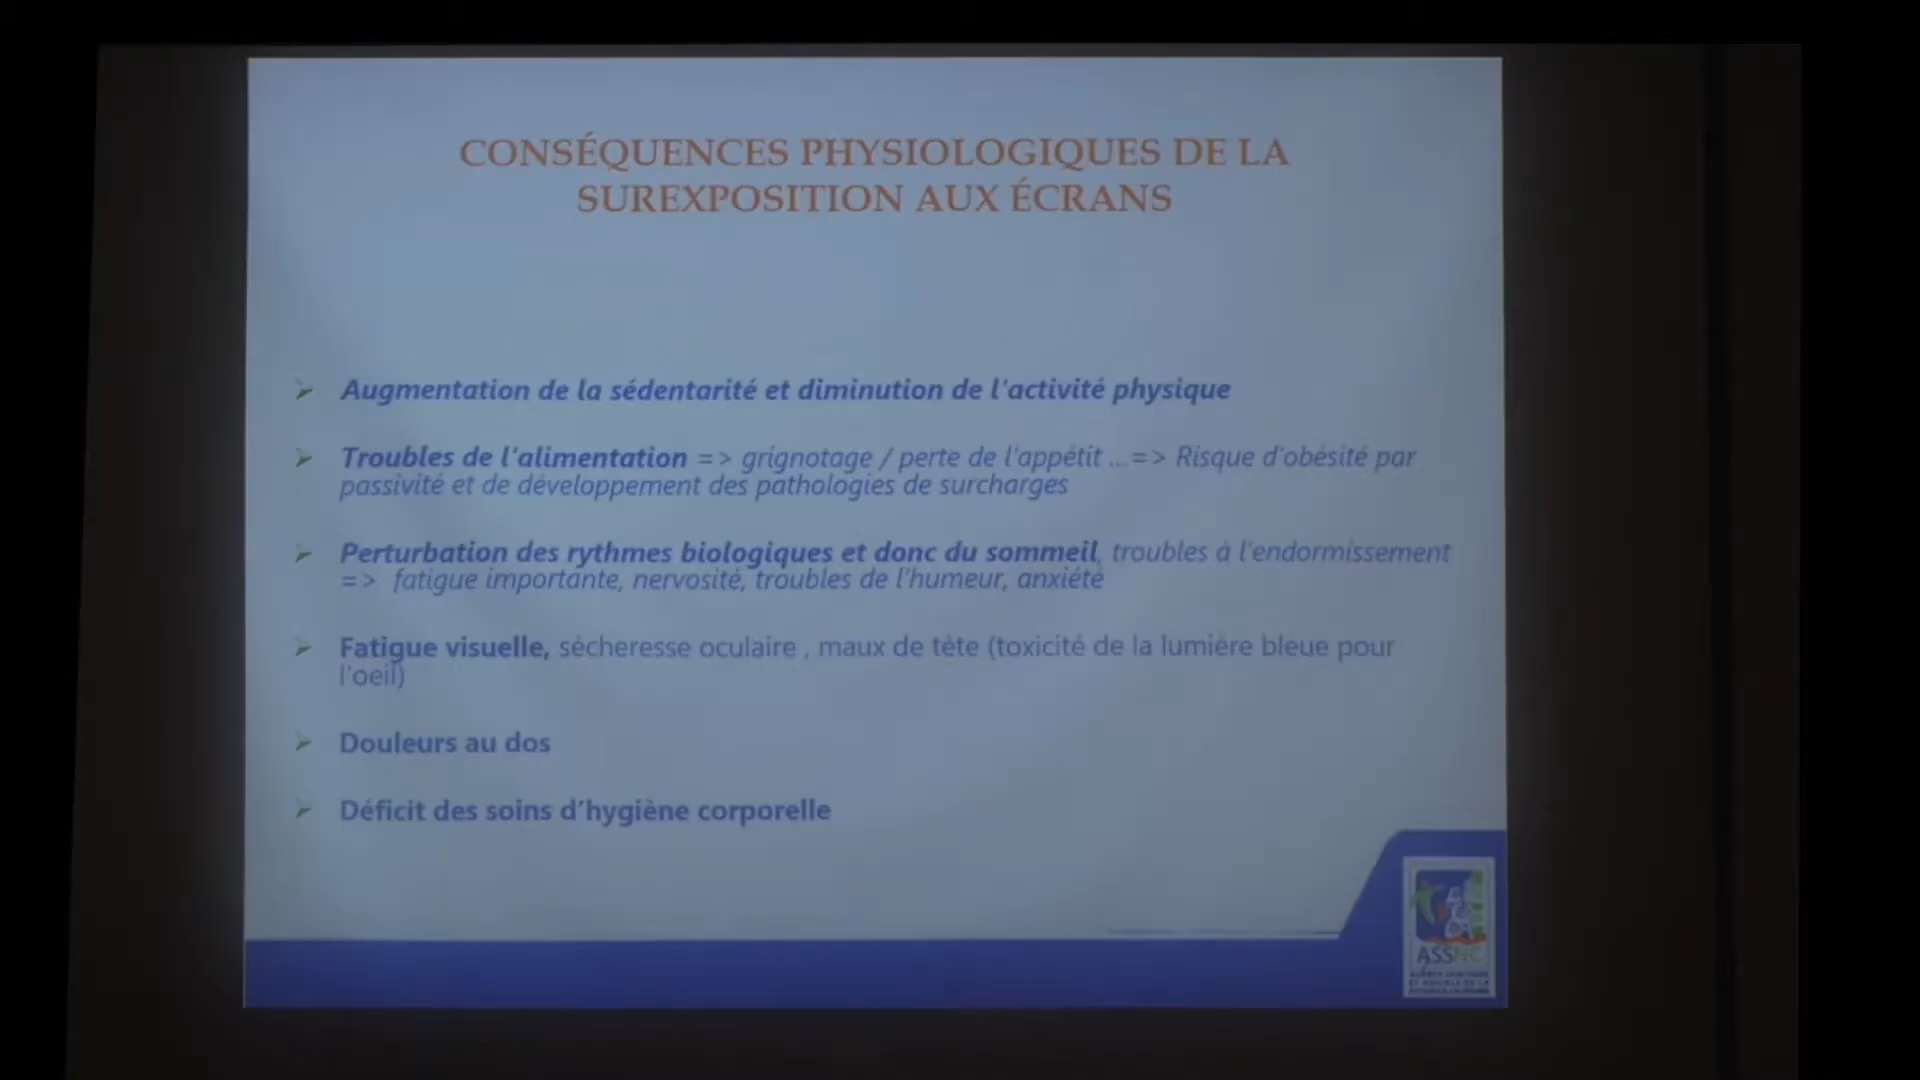 CONSÉQUENCES PHYSIOLOGIQUES DE LA
SUREXPOSITION AUX ÉCRANS
Augmentation de la sédentarité et diminution de l'activité physique
Troubles de l'alimentation => grignotage / perte de l'appétit ...=> Risque d'obésité par
passivité et de développement des pathologies de surcharges
Perturbation des rythmes biologiques et donc du sommeil, troubles à l'endormissement
=> fatigue importante, nervosité, troubles de l'humeur, anxiété
Fatigue visuelle, sécheresse oculaire , maux de tête (toxicité de la lumière bleue pour
l'oeil)
Douleurs au dos
Déficit des soins d'hygiène corporelle
ASSNC